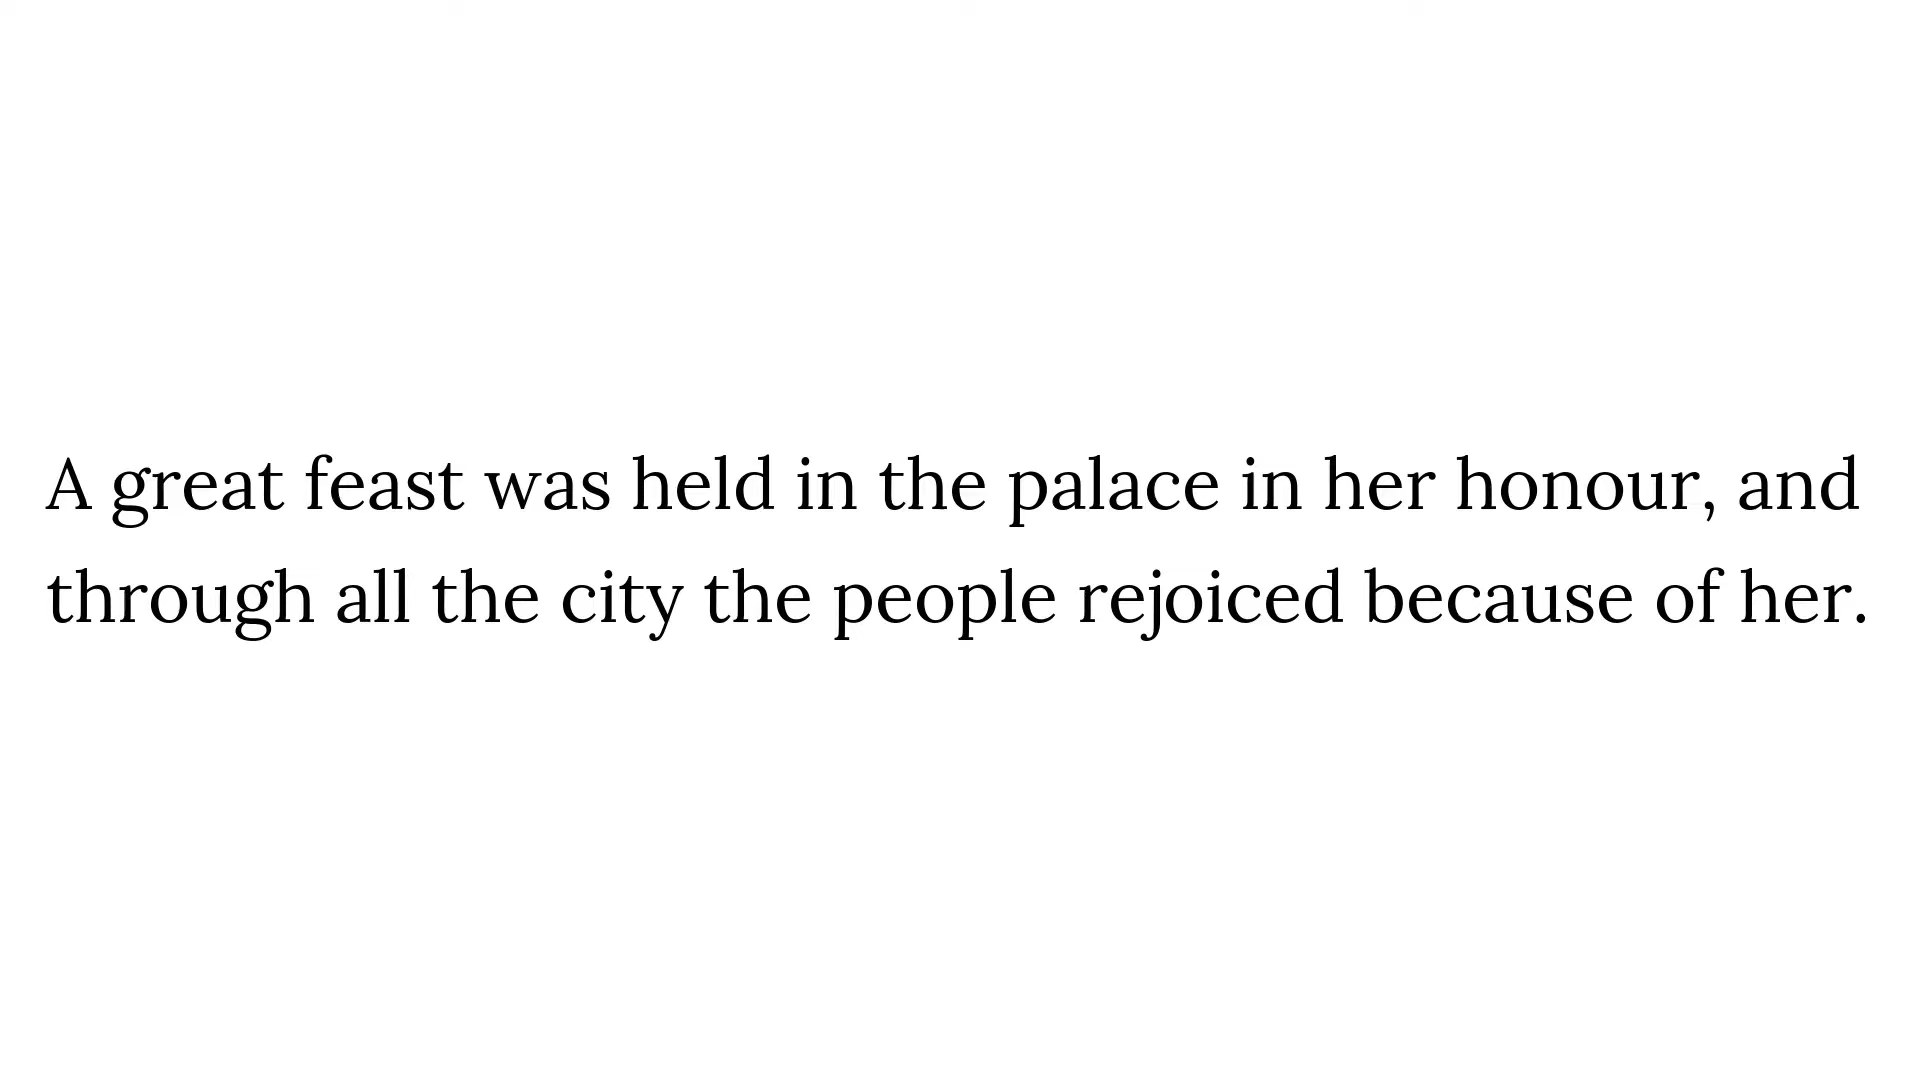 A great feast was held in the palace in her honour, and
through all the city the people rejoiced because of her.